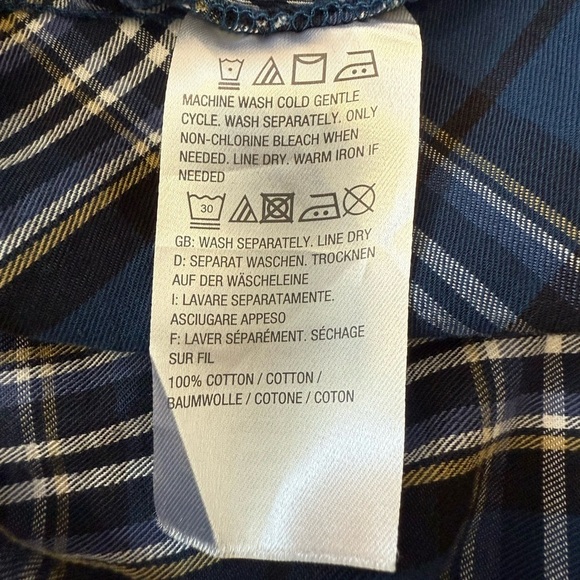 MACHINE WASH COLD GENTLE
CYCLE. WASH SEPARATELY. ONLY
NON-CHLORINE BLEACH WHEN
NEEDED. LINE DRY. WARM IRON IF
NEEDED
30
GB: WASH SEPARATELY. LINE DRY
D: SEPARAT WASCHEN. TROCKNEN
AUF DER WÄSCHELEINE
I: LAVARE SEPARATAMENTE.
ASCIUGARE APPESO
F: LAVER SÉPARÉMENT. SÉCHAGE
SUR FIL
100% COTTON / COTTON /
BAUMWOLLE / COTONE / COTON